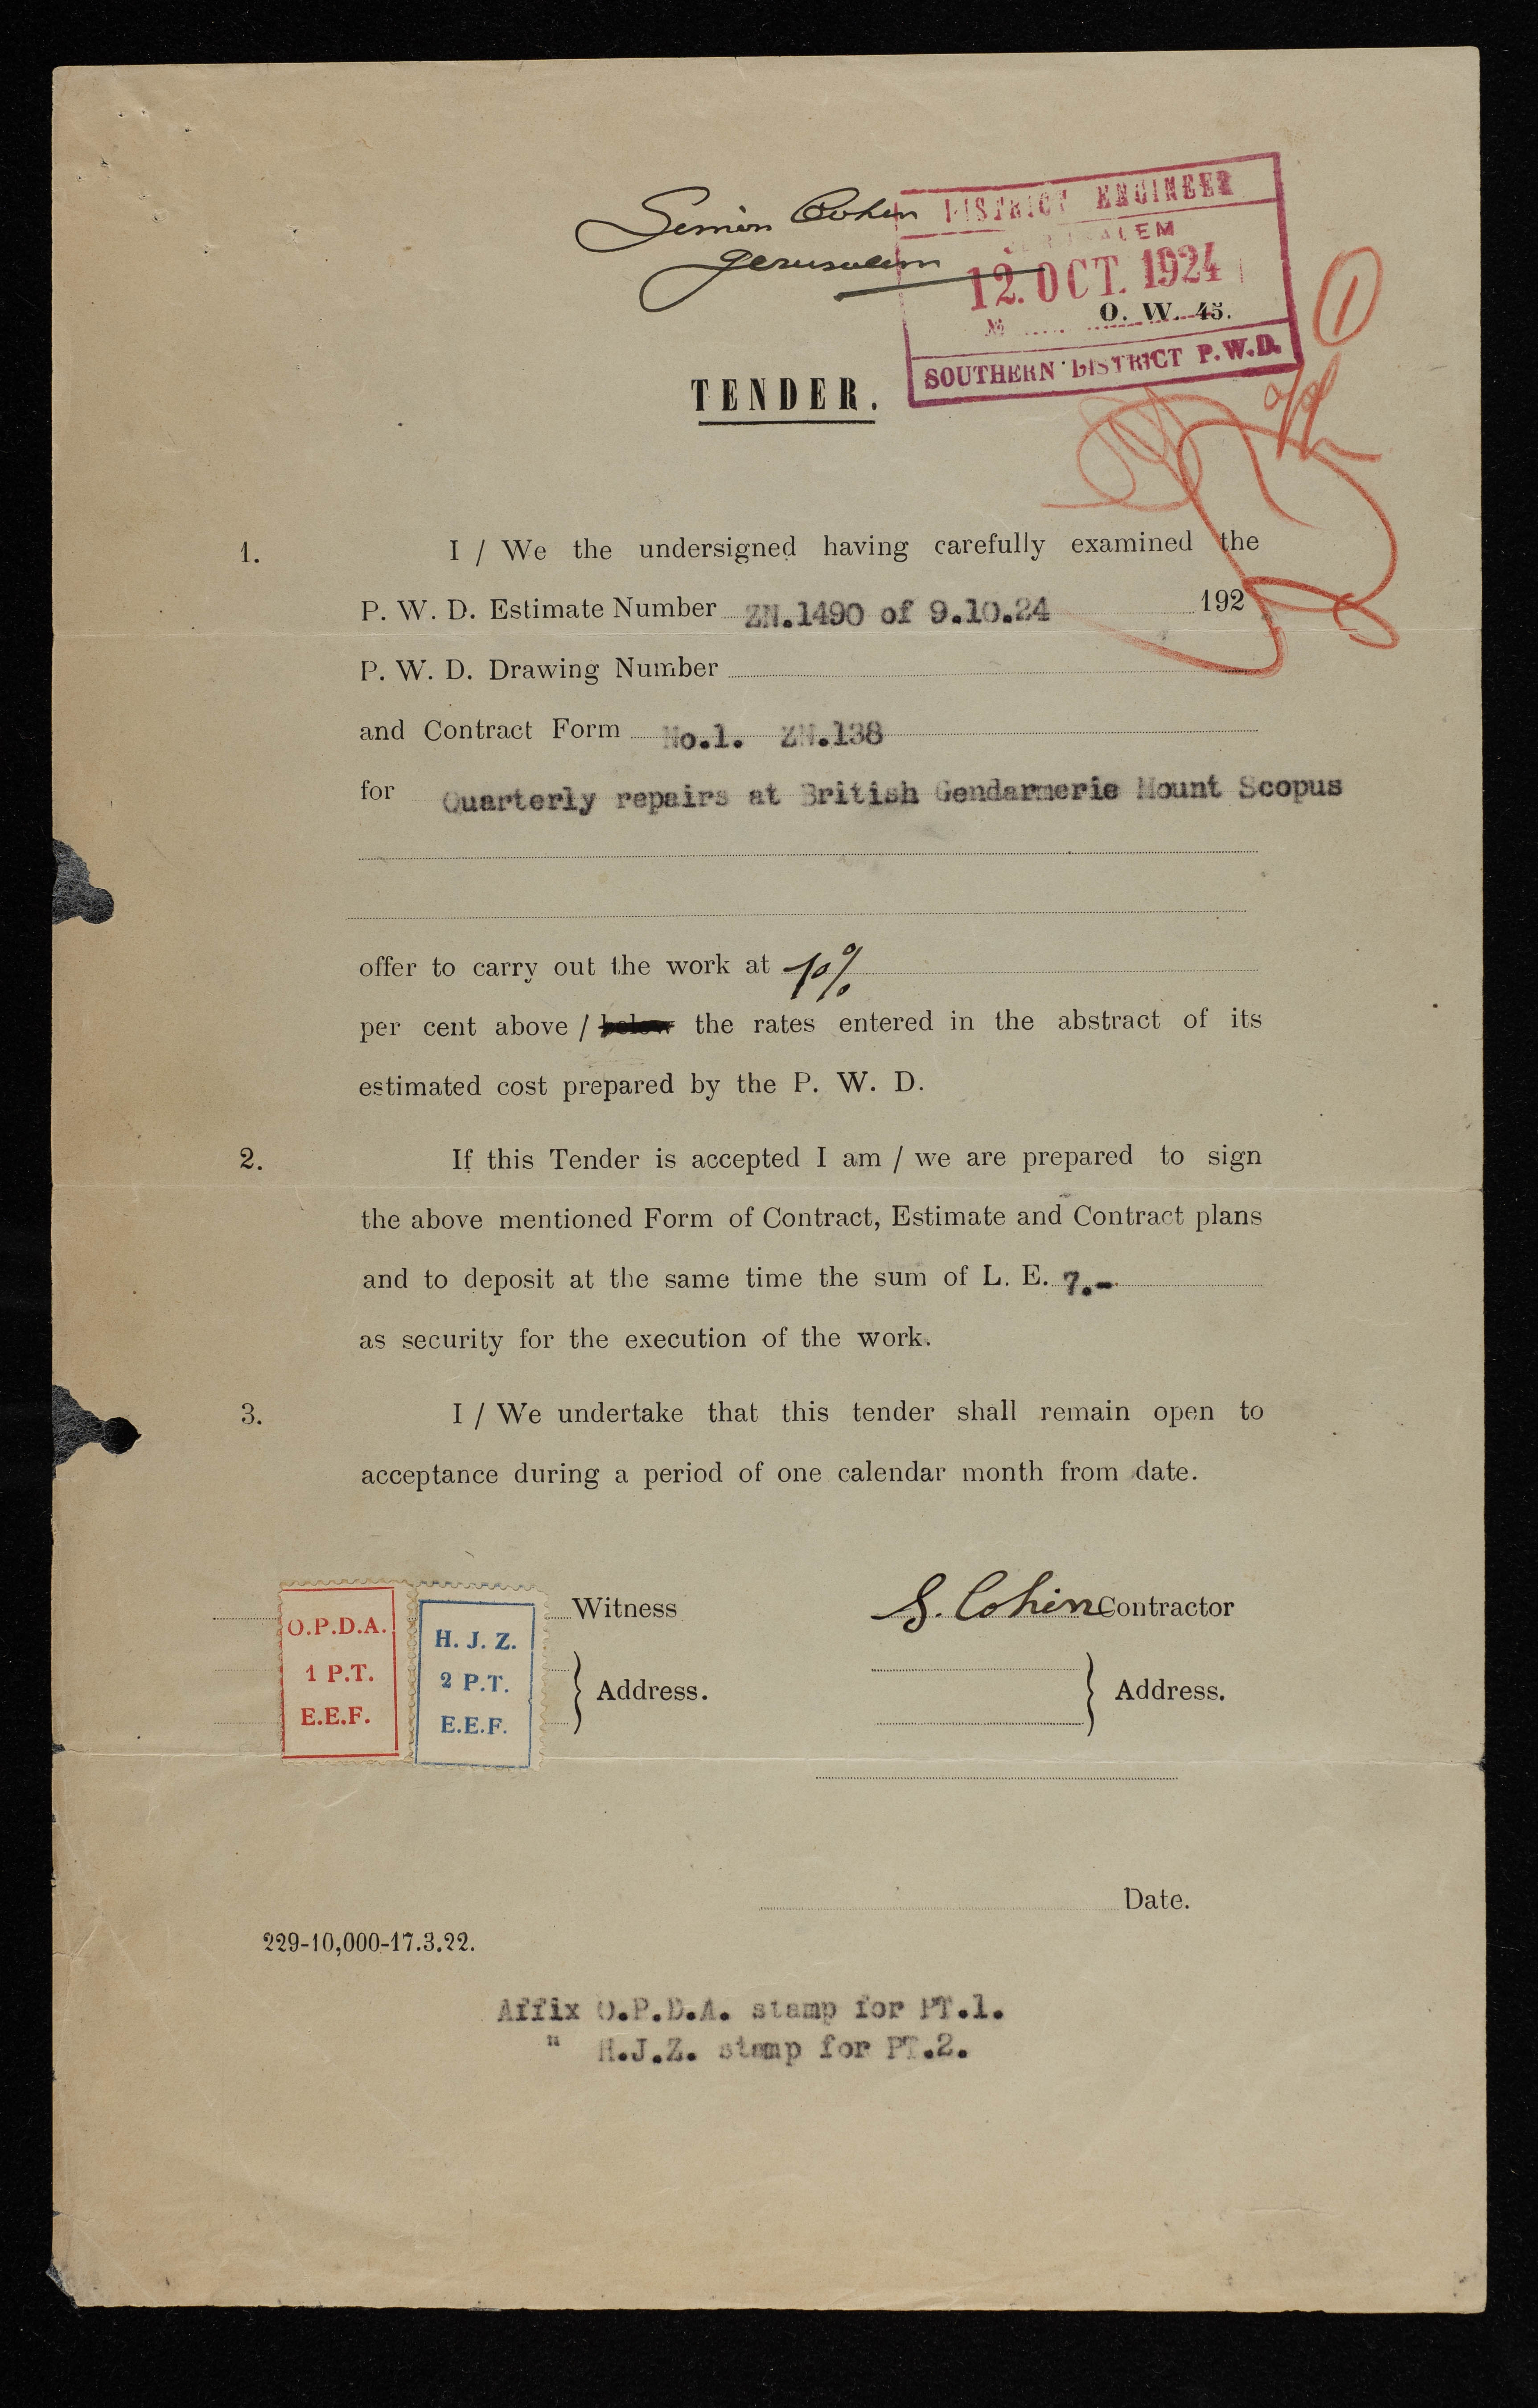 Simon Cohen
Jerusalem
DISTRICT ENGINEER
JERUSALEM
12. OCT. 1924
No
O. W. 45.
SOUTHERN DISTRICT P.W.D.
1
TENDER.
1. I / We the undersigned having carefully examined the
P. W. D. Estimate Number ZN.1490 of 9.10.24 192
P. W. D. Drawing Number
and Contract Form No.1. ZN.138
for Quarterly repairs at British Gendarmerie Mount Scopus
offer to carry out the work at 10%
per cent above / below the rates entered in the abstract of its
estimated cost prepared by the P. W. D.
2. If this Tender is accepted I am / we are prepared to sign
the above mentioned Form of Contract, Estimate and Contract plans
and to deposit at the same time the sum of L. E. 7.-
as security for the execution of the work.
3. I / We undertake that this tender shall remain open to
acceptance during a period of one calendar month from date.
O.P.D.A.
1 P.T.
E.E.F.
H. J. Z.
2 P.T.
E.E.F.
Witness
Address.
S. Cohen Contractor
Address.
Date.
229-10,000-17.3.22.
Affix O.P.D.A. stamp for PT.1.
" H.J.Z. stamp for PT.2.